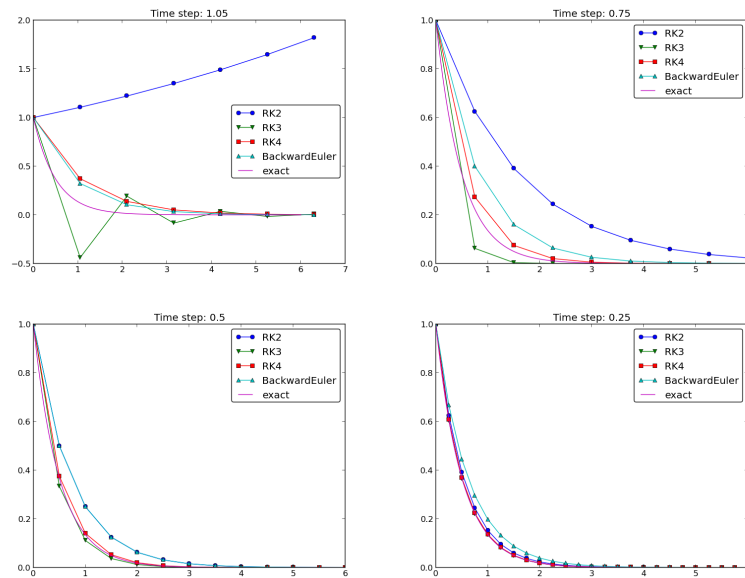 Time step: 1.05
2.0
1.5
1.0
0.5
0.0
−0.5
0
1
2
3
4
5
6
7
RK2
RK3
RK4
BackwardEuler
exact
Time step: 0.75
1.0
0.8
0.6
0.4
0.2
0.0
0
1
2
3
4
5
RK2
RK3
RK4
BackwardEuler
exact
Time step: 0.5
1.0
0.8
0.6
0.4
0.2
0.0
0
1
2
3
4
5
6
RK2
RK3
RK4
BackwardEuler
exact
Time step: 0.25
1.0
0.8
0.6
0.4
0.2
0.0
0
1
2
3
4
5
RK2
RK3
RK4
BackwardEuler
exact